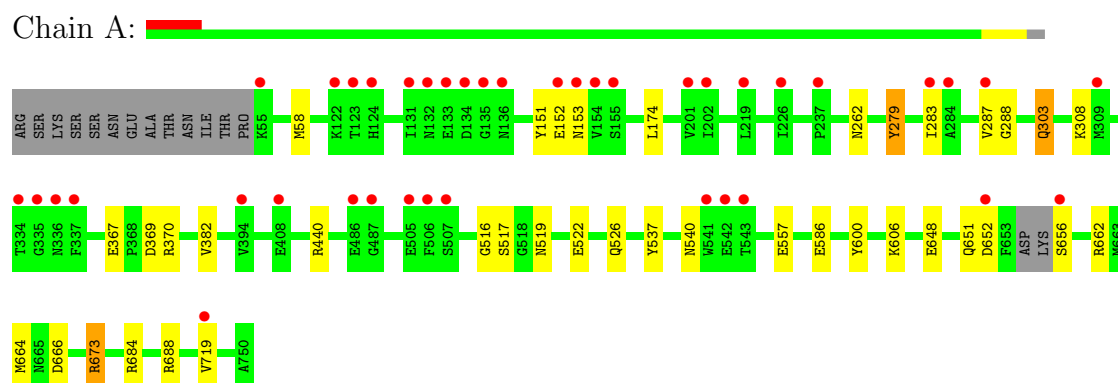 Chain A:
ARG SER LYS SER SER ASN GLU ALA THR ASN ILE THR PRO K55 M58 K122 T123 H124 I131 N132 E133 D134 G135 N136 Y151 E152 N153 V154 S155 L174 V201 I202 L219 I226 P237 N262 Y279 I283 A284 V287 G288 Q303 K308 M309
T334 G335 N336 F337 E367 P368 D369 R370 V382 V394 E408 R440 E486 G487 E505 F506 S507 G516 S517 G518 N519 E522 Q526 Y537 N540 W541 E542 T543 E557 E586 Y600 K606 E648 Q651 D652 F653 ASP LYS S656 R662 M663
M664 N665 D666 R673 R684 R688 V719 A750